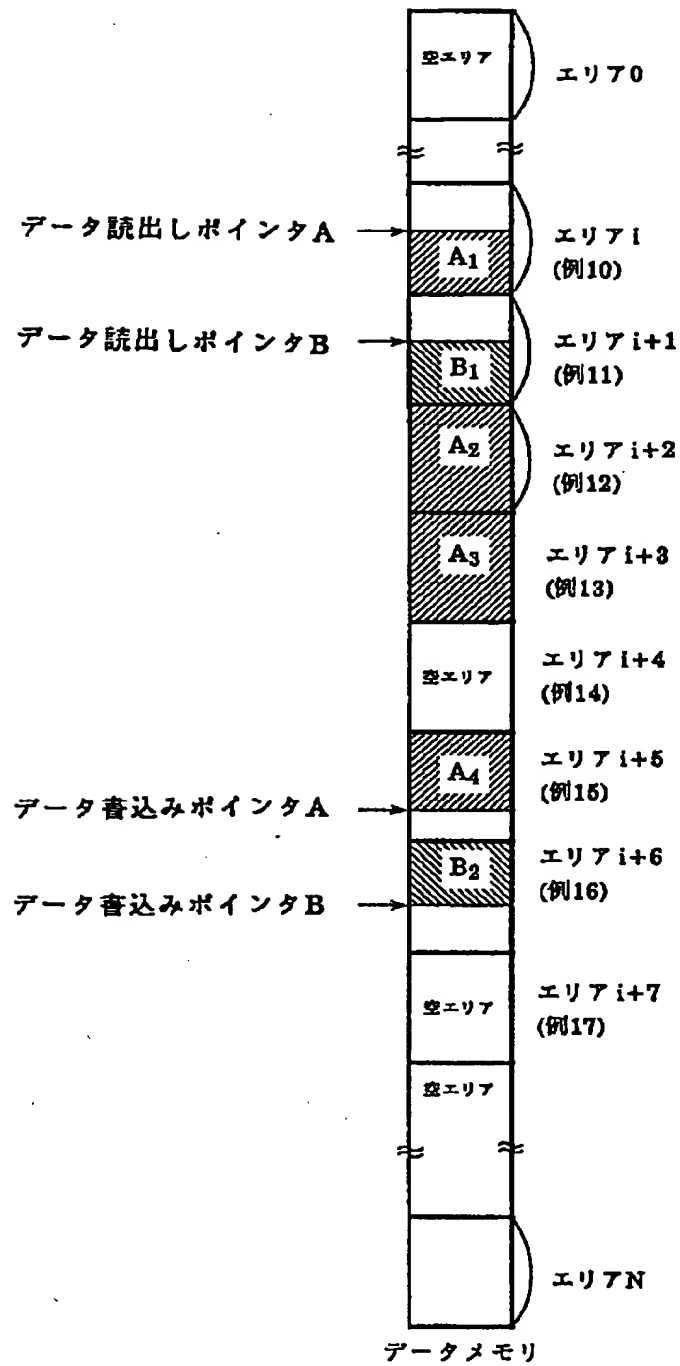 空エリア
エリア0
データ読出しポインタA
A1
エリアi
(例10)
データ読出しポインタB
B1
エリアi+1
(例11)
A2
エリアi+2
(例12)
A3
エリアi+3
(例13)
空エリア
エリアi+4
(例14)
A4
エリアi+5
(例15)
データ書込みポインタA
B2
エリアi+6
(例16)
データ書込みポインタB
空エリア
エリアi+7
(例17)
空エリア
エリアN
データメモリ